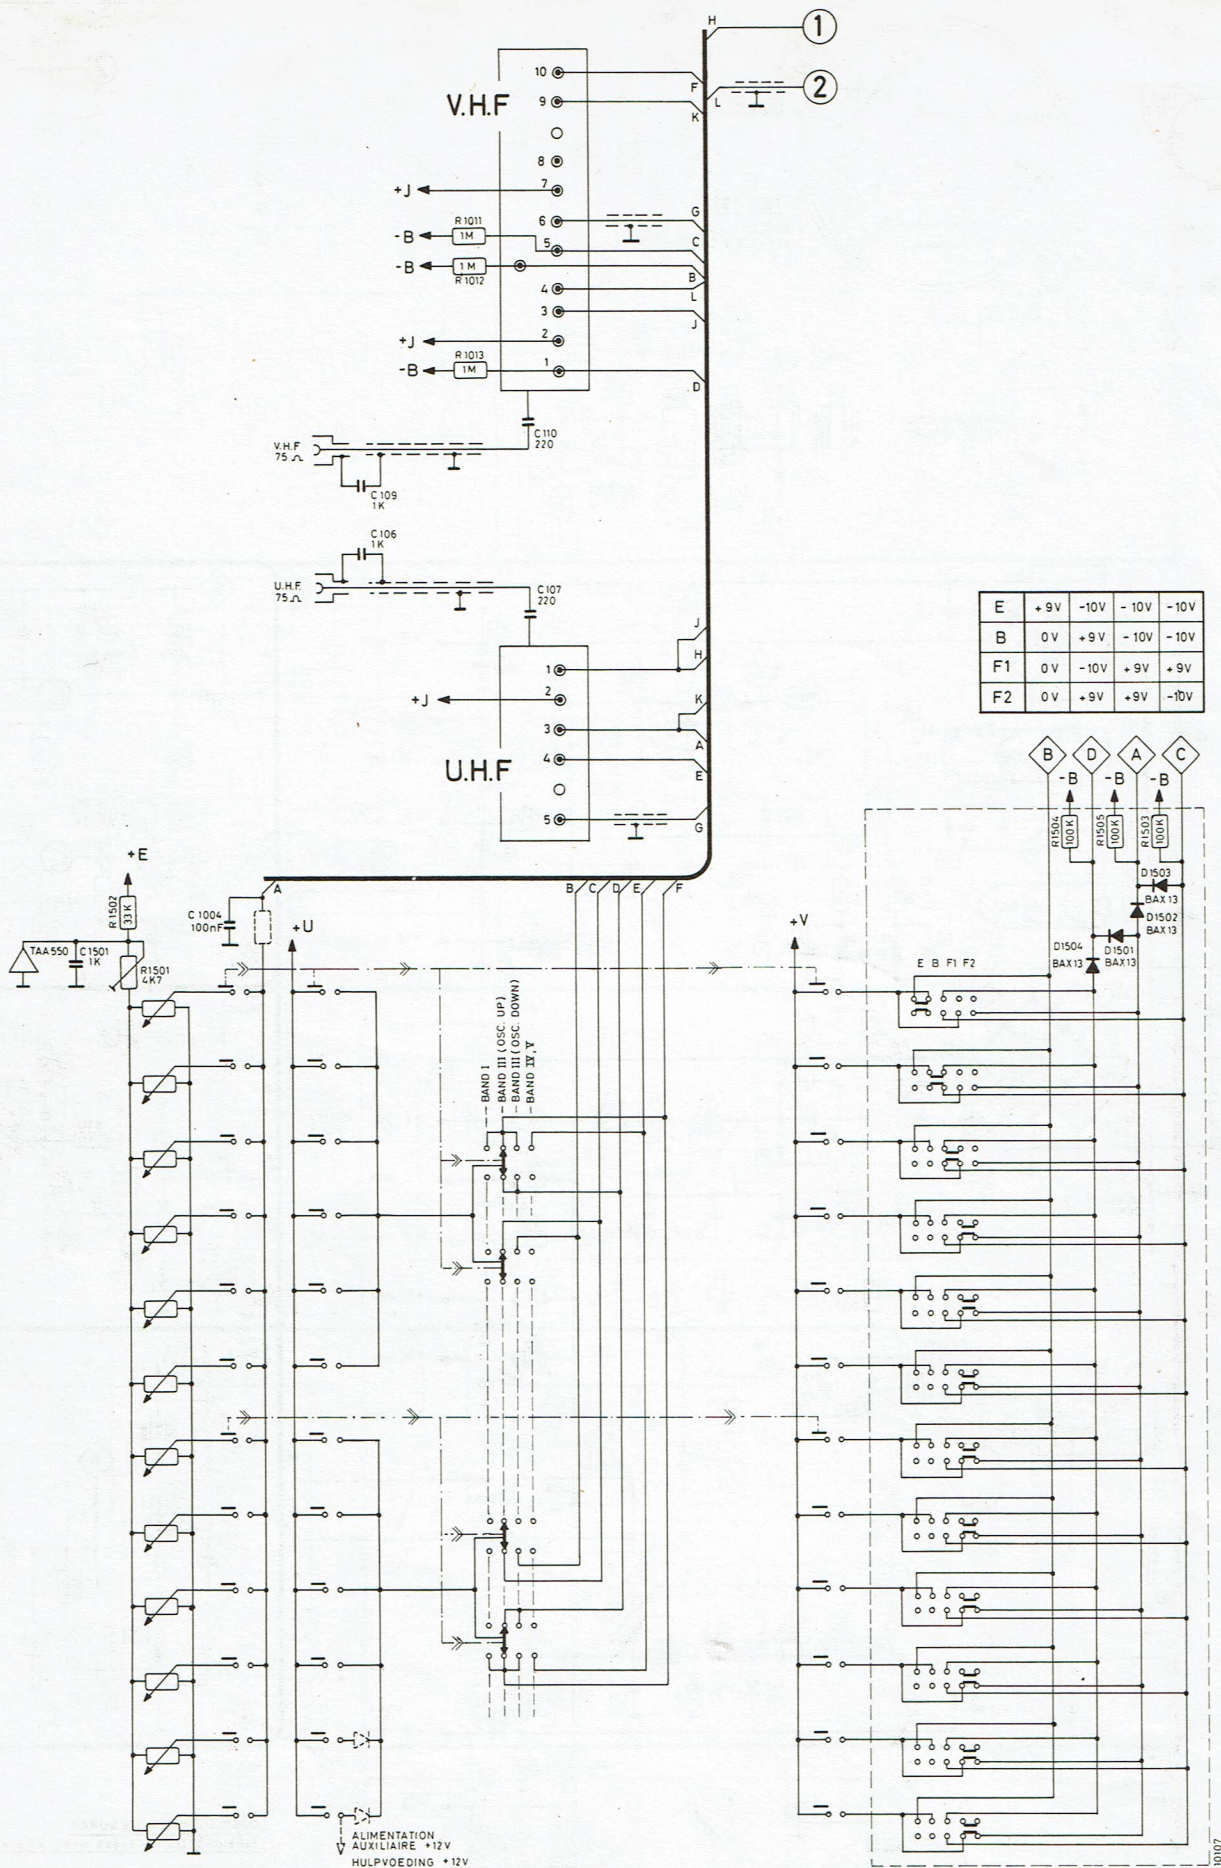 H
1
F
L
2
K
V.H.F
10
9
8
7
+J
6
G
R1011
1M
-B
5
C
-B
1M
R1012
B
4
L
3
J
+J
2
R1013
1M
-B
1
D
C110
220
V.H.F
75Ω
C109
1K
C106
1K
U.H.F.
75Ω
C107
220
J
H
1
+J
2
K
3
A
U.H.F
4
E
5
G
E +9V -10V -10V -10V
B 0V +9V -10V -10V
F1 0V -10V +9V +9V
F2 0V +9V +9V -10V
B D A C
-B -B -B
R1504
100K
R1505
100K
R1503
100K
D1503
BAX13
D1502
BAX13
D1501
BAX13
D1504
BAX13
+E
R1502
33K
A
B C D E F
C1004
100nF
+U
+V
TAA550
C1501
1K
R1501
4K7
E B F1 F2
BAND I
BAND III (OSC. UP)
BAND III (OSC. DOWN)
BAND IV, V
ALIMENTATION
AUXILIAIRE +12V
HULPVOEDING +12V
10107